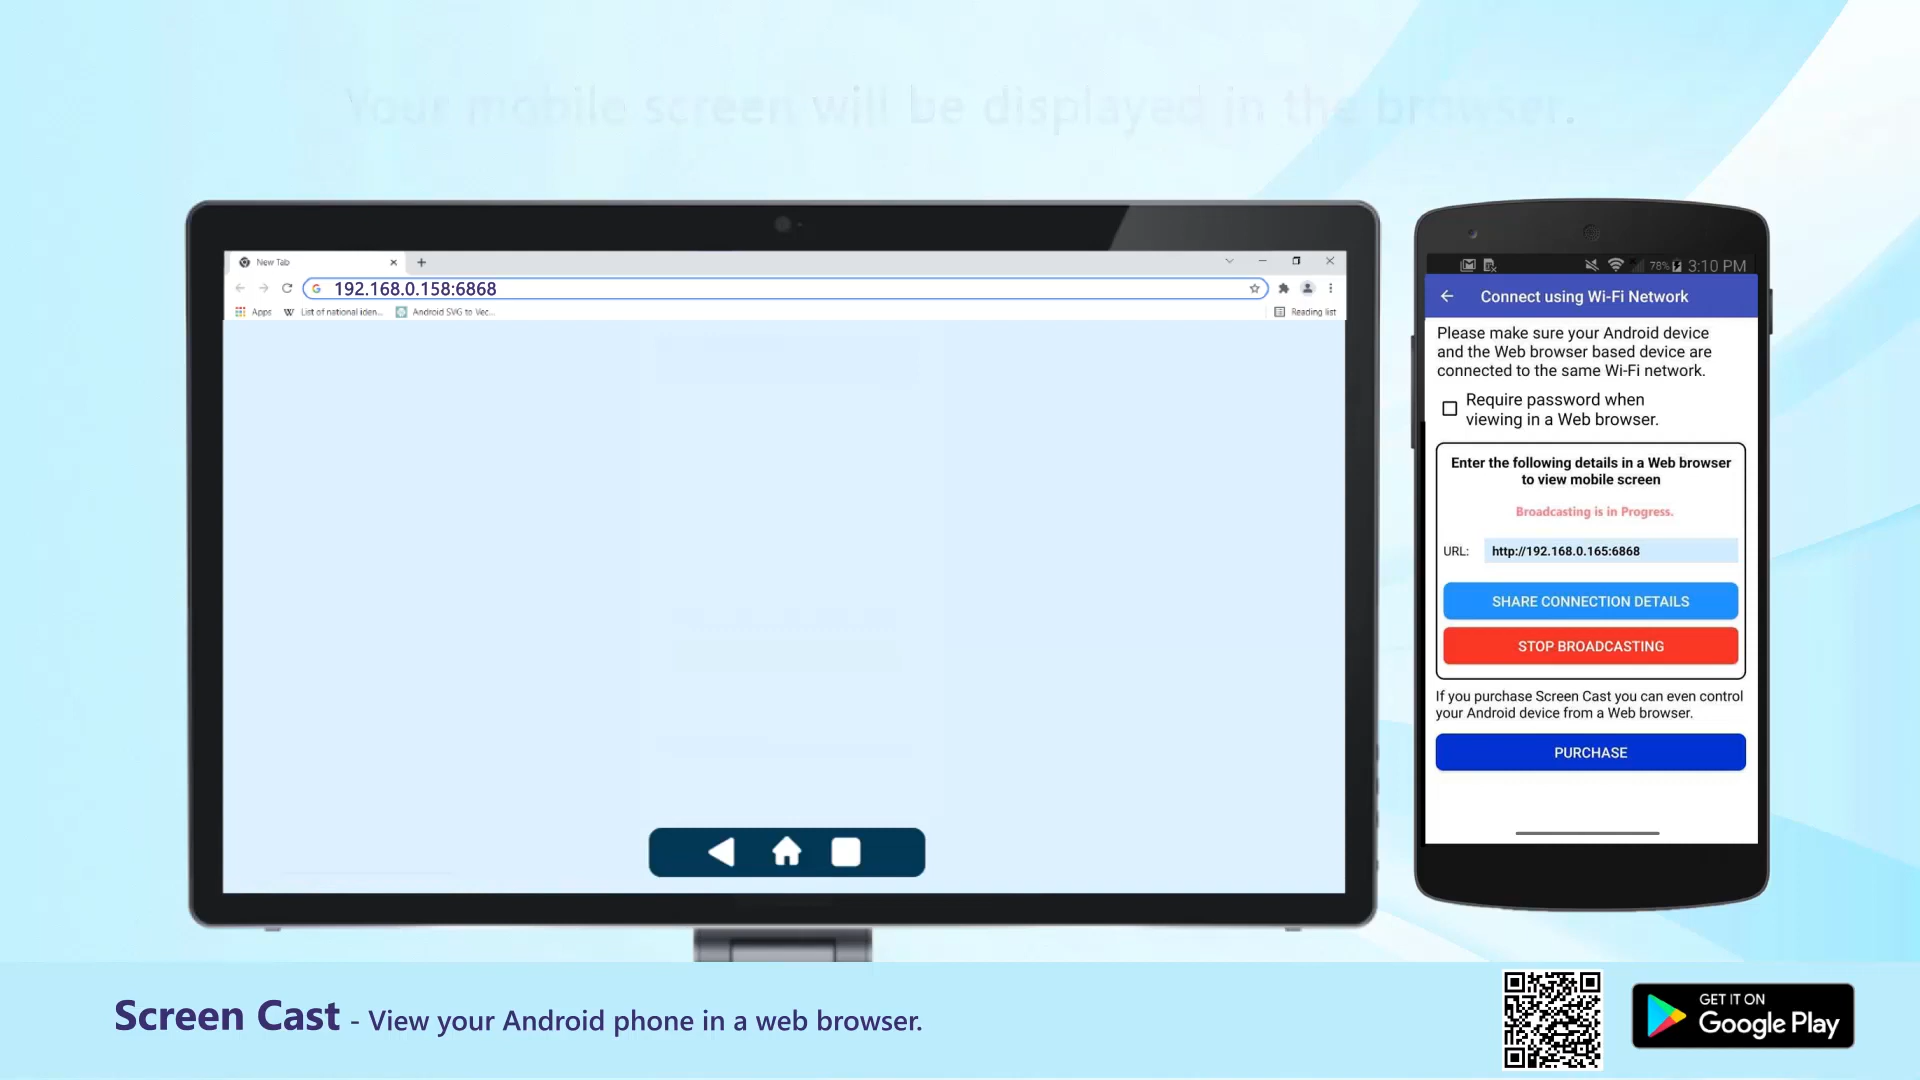 Your mobile screen will be displayed in the browser.
New Tab
192.168.0.158:6868
Apps
List of national iden...
Android SVG to Vec...
Reading list
78%
3:10 PM
Connect using Wi-Fi Network
Please make sure your Android device
and the Web browser based device are
connected to the same Wi-Fi network.
Require password when
viewing in a Web browser.
Enter the following details in a Web browser
to view mobile screen
Broadcasting is in Progress.
URL: http://192.168.0.165:6868
SHARE CONNECTION DETAILS
STOP BROADCASTING
If you purchase Screen Cast you can even control
your Android device from a Web browser.
PURCHASE
Screen Cast - View your Android phone in a web browser.
GET IT ON
Google Play